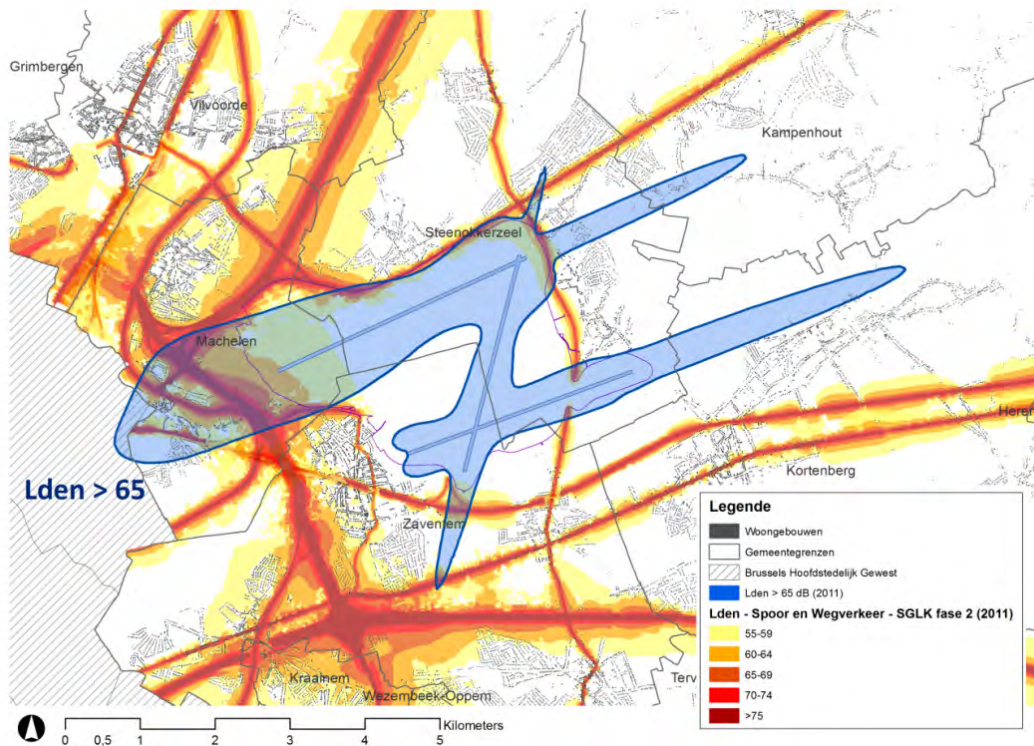 Grimbergen
Vilvoorde
Kampenhout
Steenokkerzeel
Machelen
Heren
Kortenberg
Lden > 65
Zaventem
Kraainem
Wezembeek-Oppem
Terv
Legende
Woongebouwen
Gemeentegrenzen
Brussels Hoofdstedelijk Gewest
Lden > 65 dB (2011)
Lden - Spoor en Wegverkeer - SGLK fase 2 (2011)
55-59
60-64
65-69
70-74
>75
Kilometers
0 0,5 1 2 3 4 5